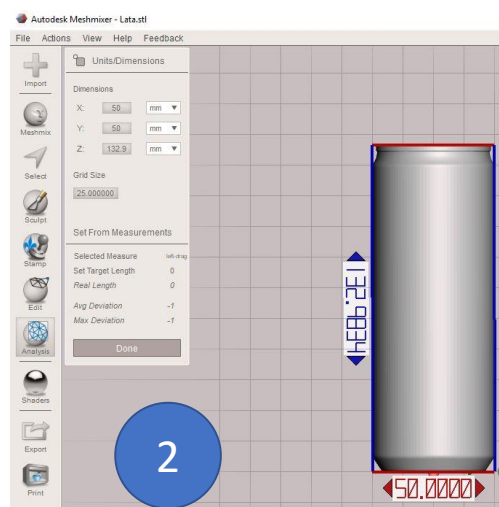 Autodesk Meshmixer - Lata.stl
File Actions View Help Feedback
Import
Meshmix
Select
Sculpt
Stamp
Edit
Analysis
Shaders
Export
Print
Units/Dimensions
Dimensions
X: 50 mm
Y: 50 mm
Z: 132.9 mm
Grid Size
25.000000
Set From Measurements
Selected Measure left-drag
Set Target Length 0
Real Length 0
Avg Deviation -1
Max Deviation -1
Done
2
132.8634
50.0000